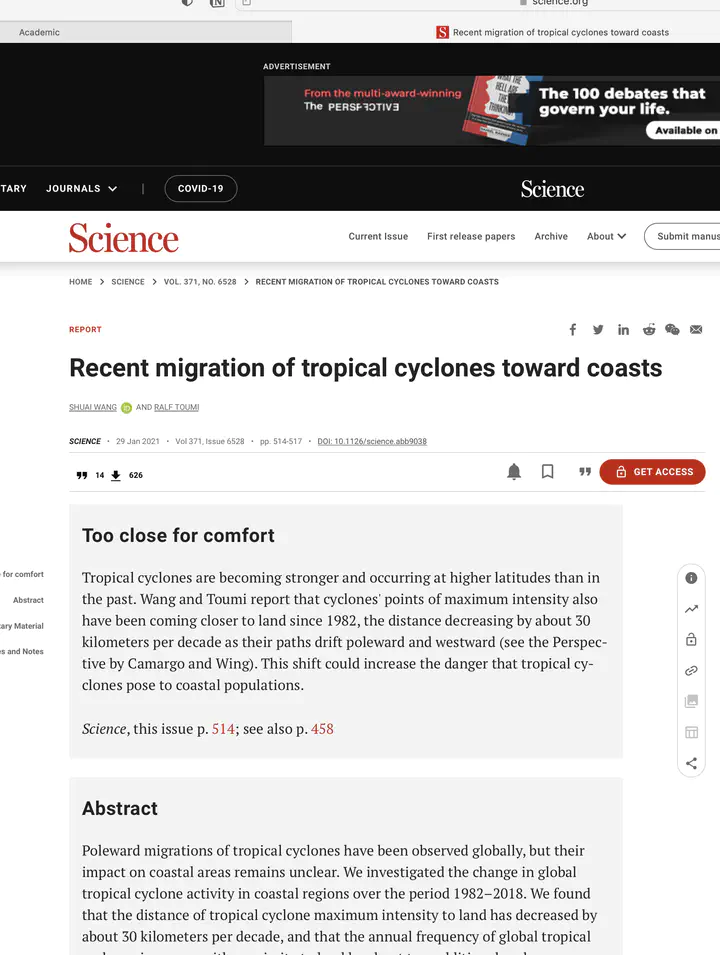 science.org
Academic
Recent migration of tropical cyclones toward coasts
ADVERTISEMENT
From the multi-award-winning
The PERSPECTIVE
The 100 debates that
govern your life.
Available on
TARY JOURNALS | COVID-19 Science
Science Current Issue First release papers Archive About Submit manus
HOME > SCIENCE > VOL. 371, NO. 6528 > RECENT MIGRATION OF TROPICAL CYCLONES TOWARD COASTS
REPORT
Recent migration of tropical cyclones toward coasts
SHUAI WANG iD AND RALF TOUMI
SCIENCE • 29 Jan 2021 • Vol 371, Issue 6528 • pp. 514-517 • DOI: 10.1126/science.abb9038
14 626 GET ACCESS
Too close for comfort
Tropical cyclones are becoming stronger and occurring at higher latitudes than in
the past. Wang and Toumi report that cyclones' points of maximum intensity also
have been coming closer to land since 1982, the distance decreasing by about 30
kilometers per decade as their paths drift poleward and westward (see the Perspec-
tive by Camargo and Wing). This shift could increase the danger that tropical cy-
clones pose to coastal populations.
Science, this issue p. 514; see also p. 458
for comfort
Abstract
tary Material
s and Notes
Abstract
Poleward migrations of tropical cyclones have been observed globally, but their
impact on coastal areas remains unclear. We investigated the change in global
tropical cyclone activity in coastal regions over the period 1982–2018. We found
that the distance of tropical cyclone maximum intensity to land has decreased by
about 30 kilometers per decade, and that the annual frequency of global tropical